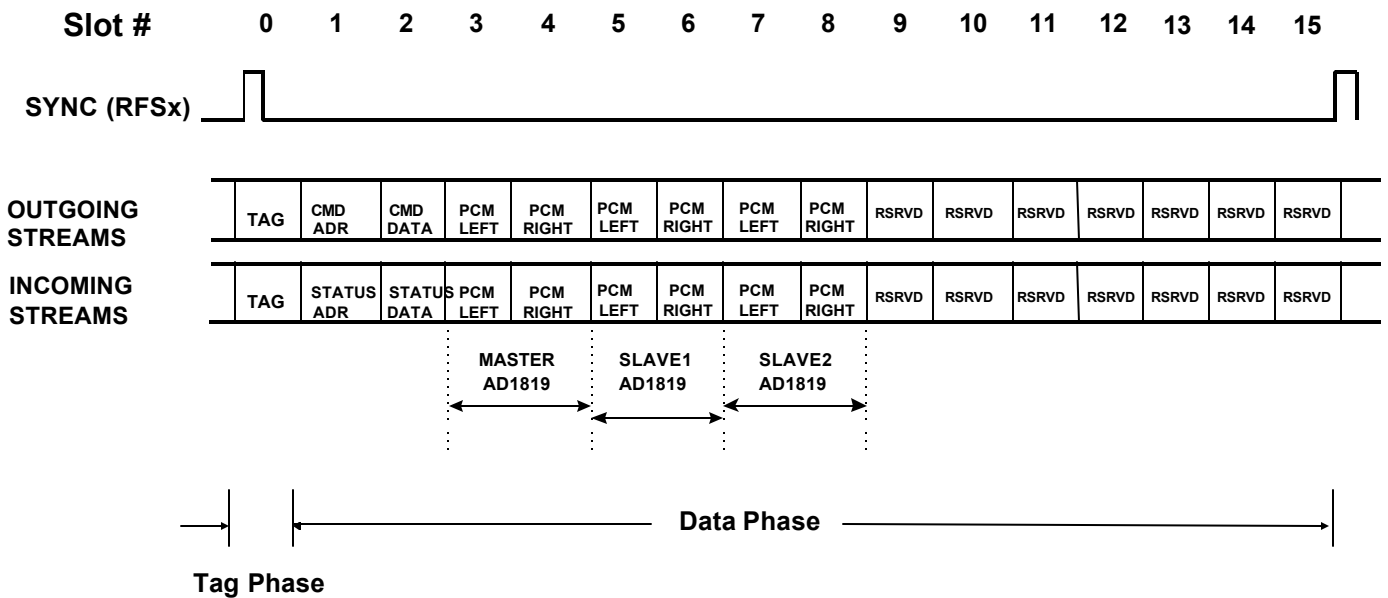 Slot # 0 1 2 3 4 5 6 7 8 9 10 11 12 13 14 15
SYNC (RFSx)
OUTGOING
STREAMS
TAG
CMD
ADR
CMD
DATA
PCM
LEFT
PCM
RIGHT
PCM
LEFT
PCM
RIGHT
PCM
LEFT
PCM
RIGHT
RSRVD
RSRVD
RSRVD
RSRVD
RSRVD
RSRVD
RSRVD
INCOMING
STREAMS
TAG
STATUS
ADR
STATUS
DATA
PCM
LEFT
PCM
RIGHT
PCM
LEFT
PCM
RIGHT
PCM
LEFT
PCM
RIGHT
RSRVD
RSRVD
RSRVD
RSRVD
RSRVD
RSRVD
RSRVD
MASTER
AD1819
SLAVE1
AD1819
SLAVE2
AD1819
Data Phase
Tag Phase